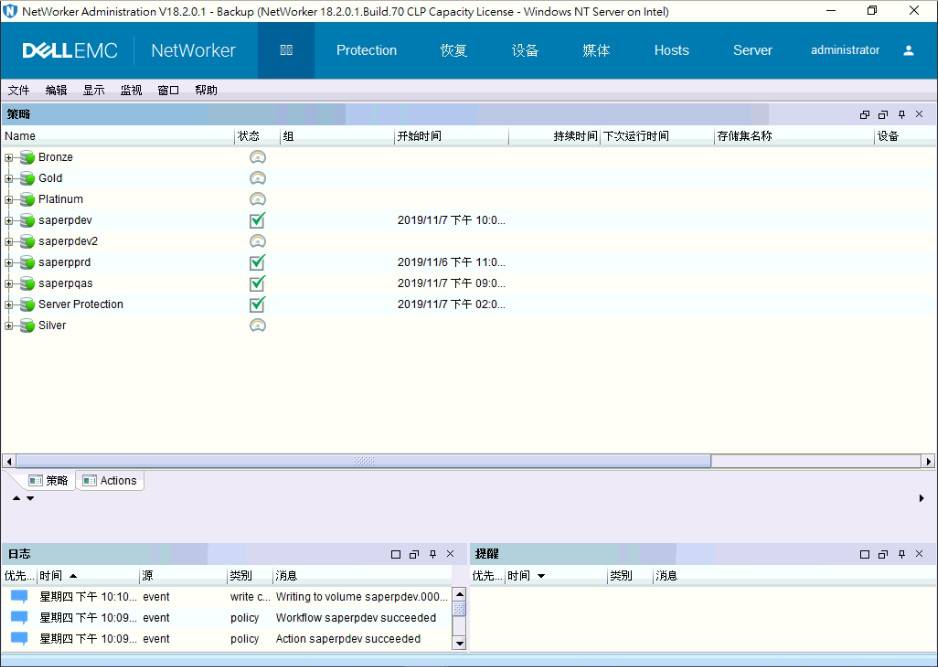 NetWorker Administration V18.2.0.1 - Backup (NetWorker 18.2.0.1.Build.70 CLP Capacity License - Windows NT Server on Intel)
DELLEMC NetWorker Protection 恢复 设备 媒体 Hosts Server administrator
文件 编辑 显示 监视 窗口 帮助
策略
Name 状态 组 开始时间 持续时间 下次运行时间 存储集名称 设备
Bronze
Gold
Platinum
saperpdev 2019/11/7 下午 10:0...
saperpdev2
saperpprd 2019/11/6 下午 11:0...
saperpqas 2019/11/7 下午 09:0...
Server Protection 2019/11/7 下午 02:0...
Silver
策略 Actions
日志
优先... 时间 源 类别 消息
星期四 下午 10:10... event write c... Writing to volume saperpdev.000...
星期四 下午 10:09... event policy Workflow saperpdev succeeded
星期四 下午 10:09... event policy Action saperpdev succeeded
提醒
优先... 时间 类别 消息